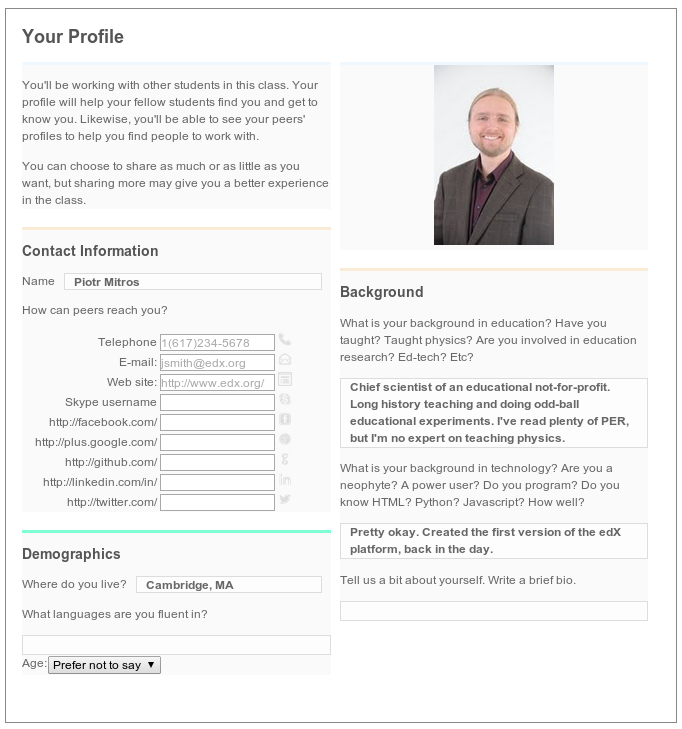 Your Profile
You'll be working with other students in this class. Your
profile will help your fellow students find you and get to
know you. Likewise, you'll be able to see your peers'
profiles to help you find people to work with.
You can choose to share as much or as little as you
want, but sharing more may give you a better experience
in the class.
Contact Information
Name Piotr Mitros
How can peers reach you?
Telephone 1(617)234-5678
E-mail: jsmith@edx.org
Web site: http://www.edx.org/
Skype username
http://facebook.com/
http://plus.google.com/
http://github.com/
http://linkedin.com/in/
http://twitter.com/
Demographics
Where do you live? Cambridge, MA
What languages are you fluent in?
Age: Prefer not to say
Background
What is your background in education? Have you
taught? Taught physics? Are you involved in education
research? Ed-tech? Etc?
Chief scientist of an educational not-for-profit.
Long history teaching and doing odd-ball
educational experiments. I've read plenty of PER,
but I'm no expert on teaching physics.
What is your background in technology? Are you a
neophyte? A power user? Do you program? Do you
know HTML? Python? Javascript? How well?
Pretty okay. Created the first version of the edX
platform, back in the day.
Tell us a bit about yourself. Write a brief bio.